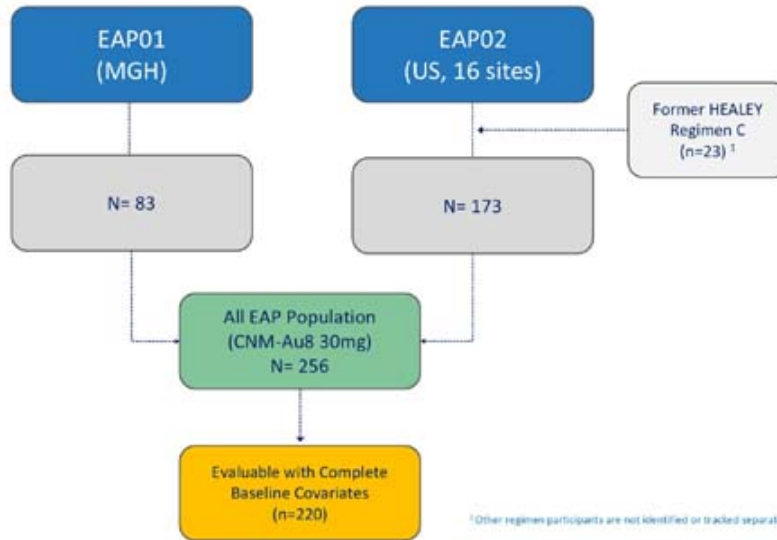 EAP01
(MGH)
EAP02
(US, 16 sites)
Former HEALEY
Regimen C
(n=23) ¹
N= 83
N= 173
All EAP Population
(CNM-Au8 30mg)
N= 256
Evaluable with Complete
Baseline Covariates
(n=220)
¹ Other regimen participants are not identified or tracked